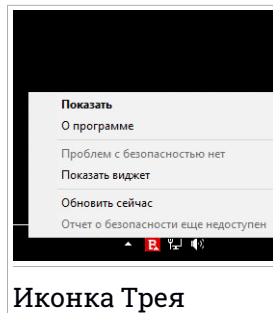 Показать
О программе
Проблем с безопасностью нет
Показать виджет
Обновить сейчас
Отчет о безопасности еще недоступен
B
Иконка Трея